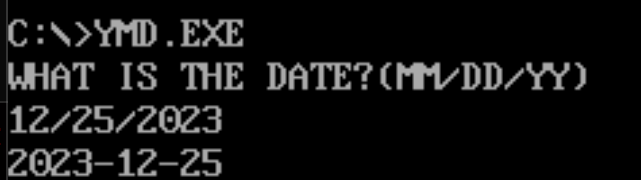 C:\>YMD.EXE
WHAT IS THE DATE?(MM/DD/YY)
12/25/2023
2023-12-25